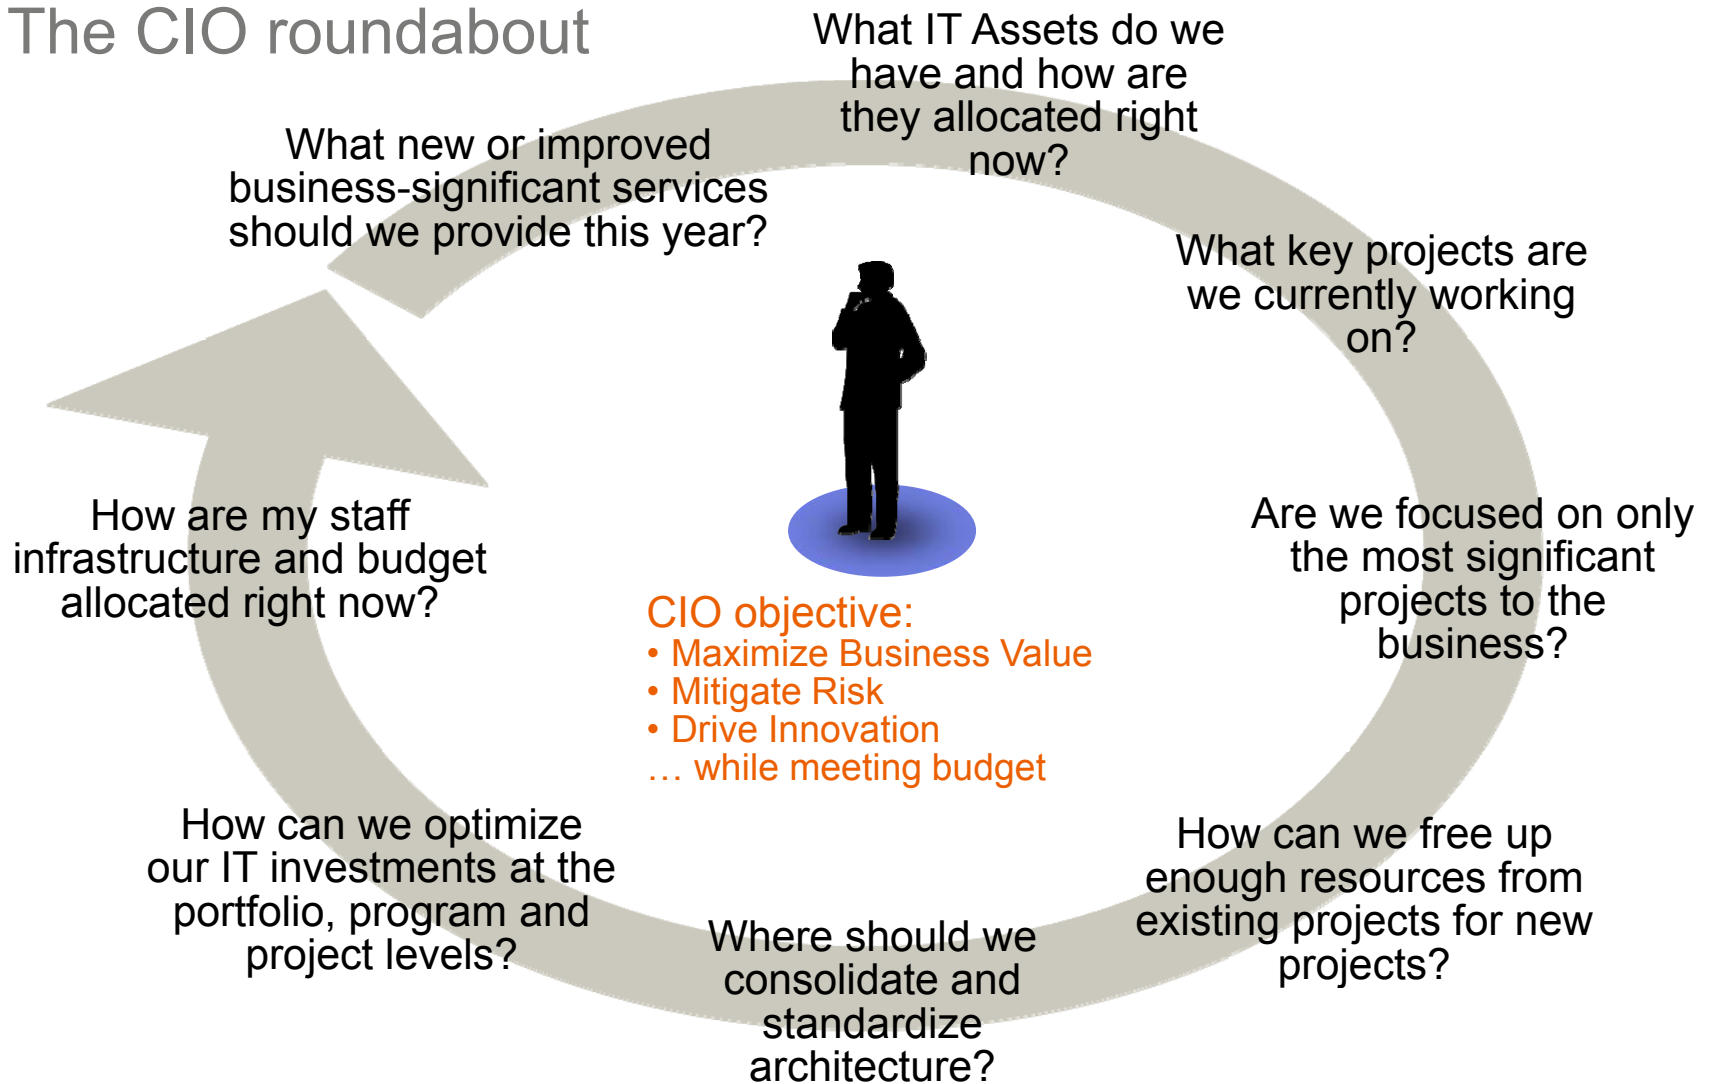 The CIO roundabout
What IT Assets do we
have and how are
they allocated right
now?
What new or improved
business-significant services
should we provide this year?
What key projects are
we currently working
on?
Are we focused on only
the most significant
projects to the
business?
How are my staff
infrastructure and budget
allocated right now?
CIO objective:
• Maximize Business Value
• Mitigate Risk
• Drive Innovation
… while meeting budget
How can we optimize
our IT investments at the
portfolio, program and
project levels?
How can we free up
enough resources from
existing projects for new
projects?
Where should we
consolidate and
standardize
architecture?